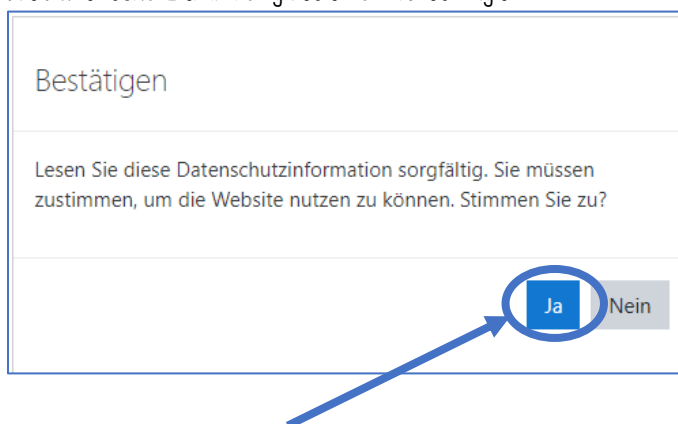 Bestätigen
Lesen Sie diese Datenschutzinformation sorgfältig. Sie müssen
zustimmen, um die Website nutzen zu können. Stimmen Sie zu?
Ja Nein